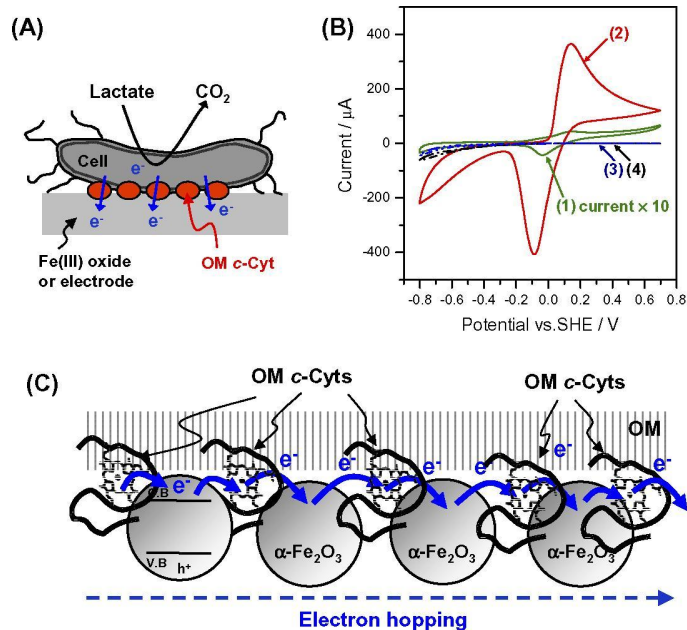 (A)
Lactate
CO2
Cell
e-
e-
e-
e-
Fe(III) oxide
or electrode
OM c-Cyt
(B)
Current / μA
400
200
0
-200
-400
(2)
(3)
(4)
(1) current × 10
-0.8
-0.6
-0.4
-0.2
0.0
0.2
0.4
0.6
0.8
Potential vs.SHE / V
(C)
OM c-Cyts
OM c-Cyts
OM
e-
e-
e-
e-
e
e-
e-
C.B
V.B
h+
α-Fe2O3
α-Fe2O3
α-Fe2O3
Electron hopping